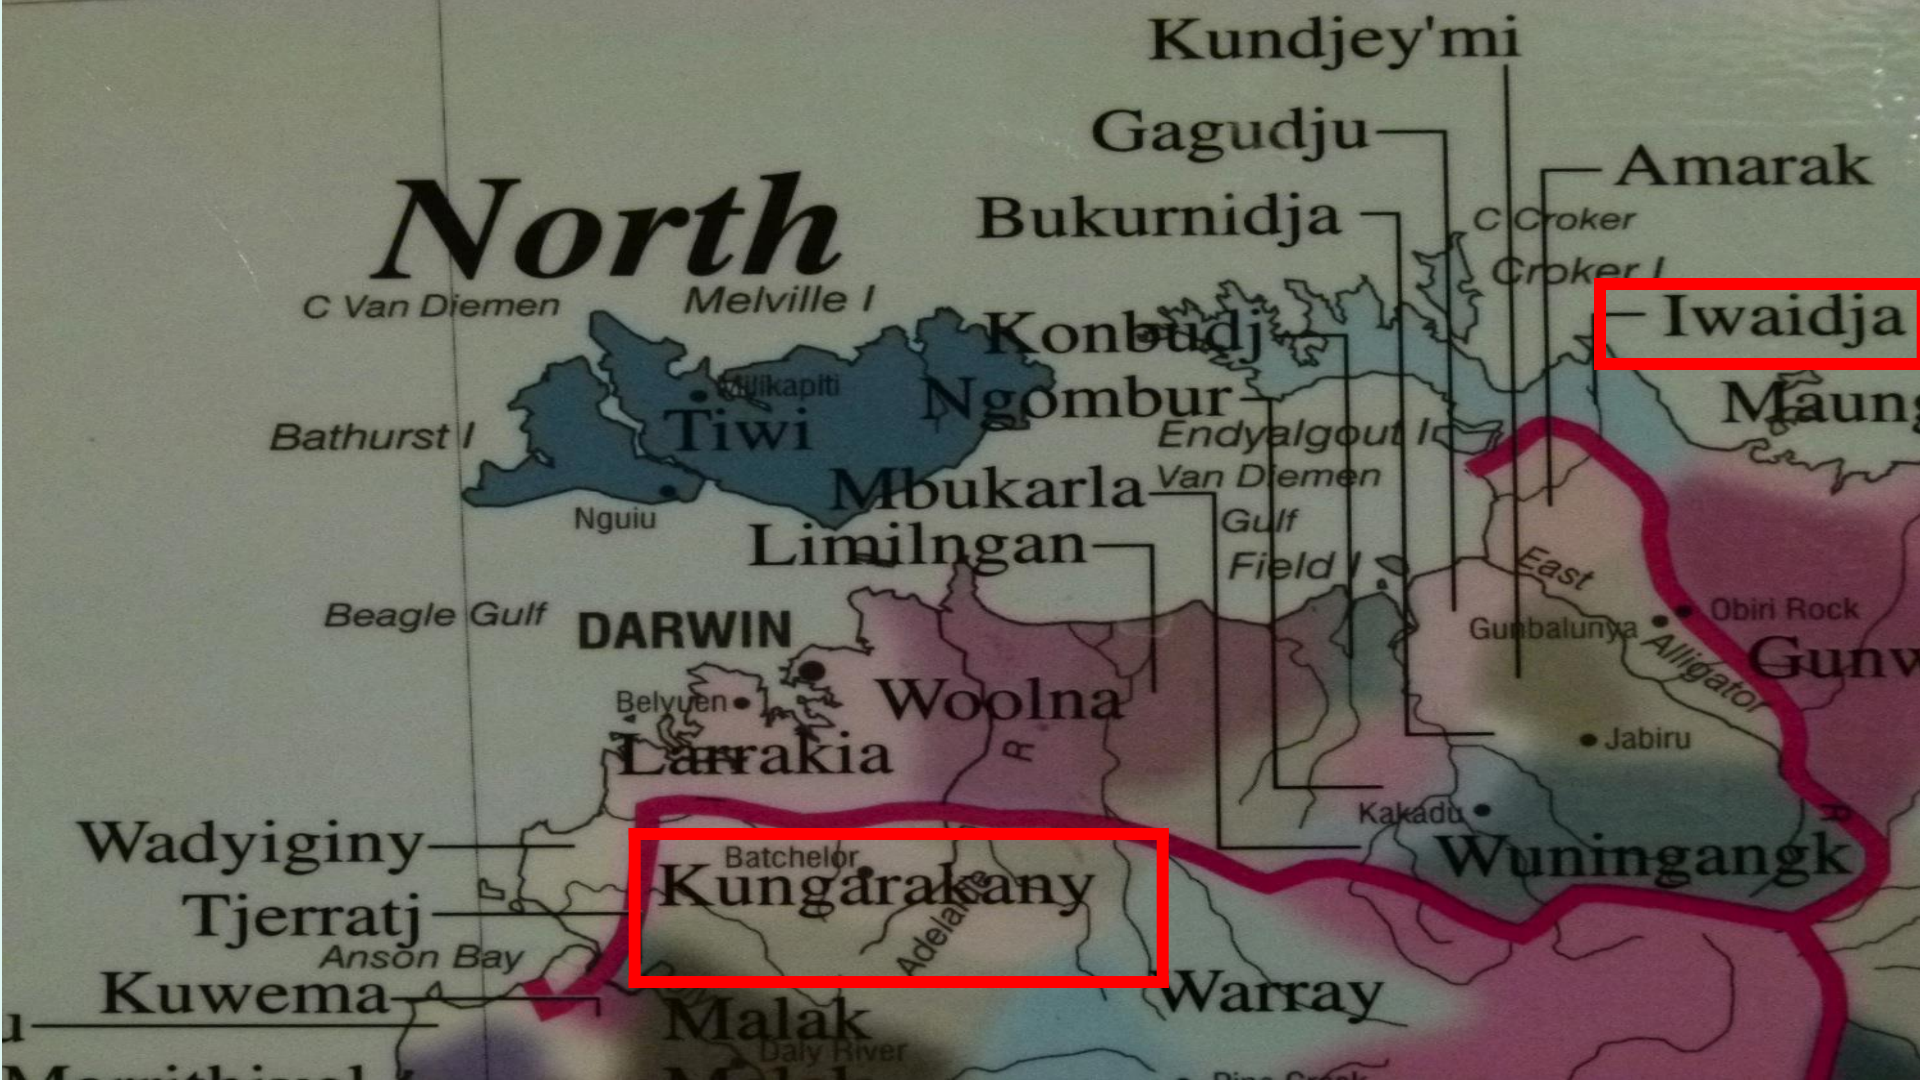 Kundjey'mi
Gagudju
Amarak
Bukurnidja
C Croker
Croker I
North
C Van Diemen
Melville I
Iwaidja
Konbudj
Milikapiti
Ngombur
Tiwi
Bathurst I
Endyalgout I
Van Diemen
Gulf
Mbukarla
Nguiu
Limilngan
Field I
East
Alligator
R
Obiri Rock
Gunbalunya
Beagle Gulf
DARWIN
Belyuen
Woolna
R
Jabiru
Larrakia
Kakadu
Wadyiginy
Batchelor
Kungarakany
Wuningangk
Tjerratj
Adelaide
Anson Bay
Kuwema
Warray
Malak
Daly River